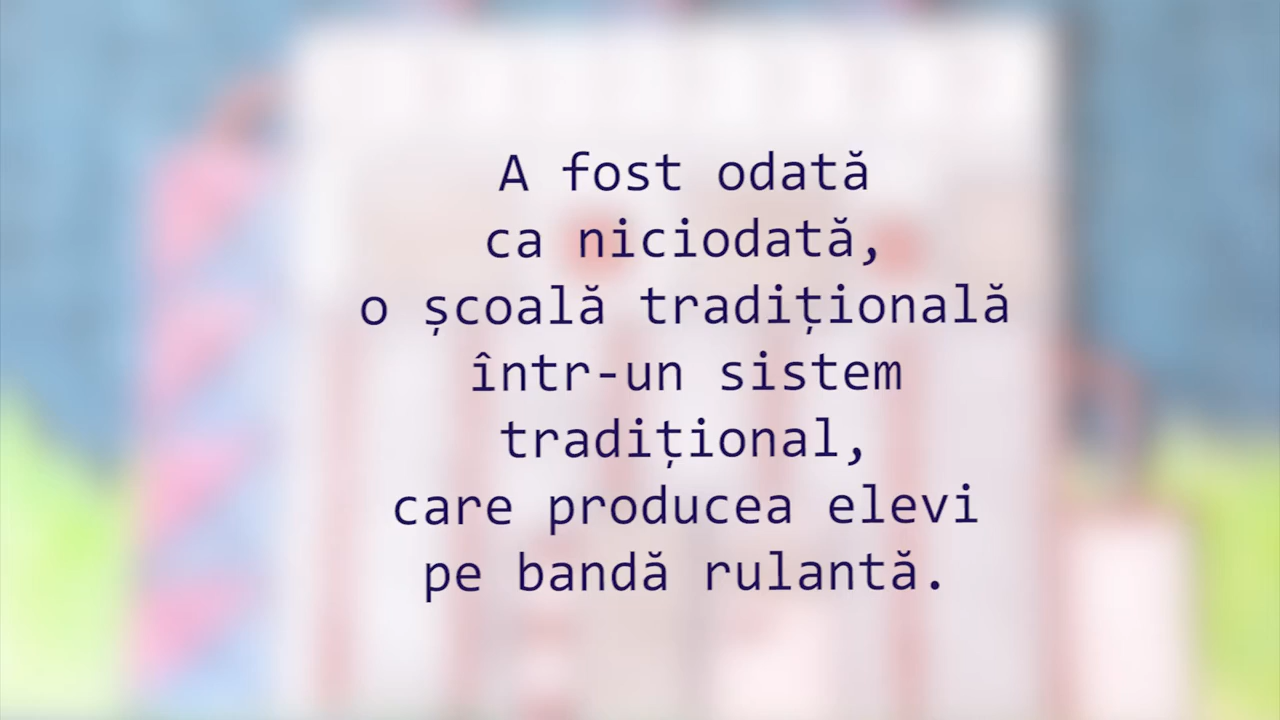 A fost odată
ca niciodată,
o școală tradițională
într-un sistem
tradițional,
care producea elevi
pe bandă rulantă.